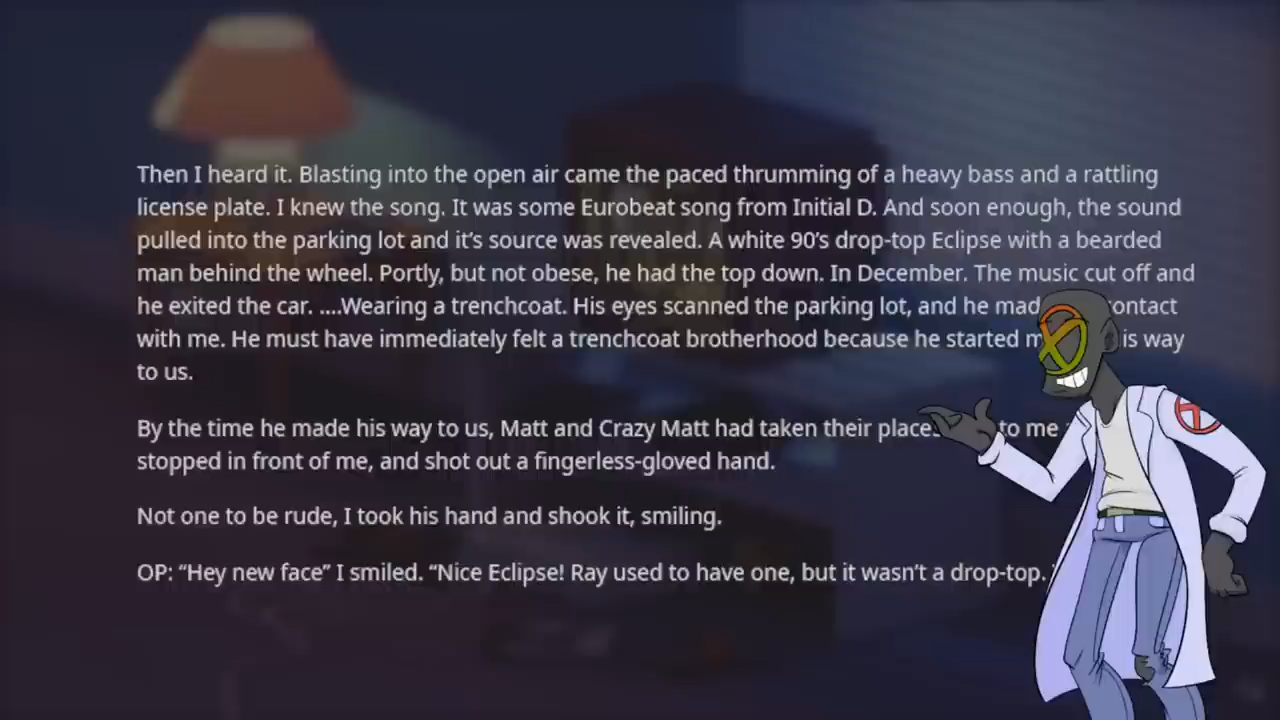 Then I heard it. Blasting into the open air came the paced thrumming of a heavy bass and a rattling
license plate. I knew the song. It was some Eurobeat song from Initial D. And soon enough, the sound
pulled into the parking lot and it’s source was revealed. A white 90’s drop-top Eclipse with a bearded
man behind the wheel. Portly, but not obese, he had the top down. In December. The music cut off and
he exited the car. ....Wearing a trenchcoat. His eyes scanned the parking lot, and he
with me. He must have immediately felt a trenchcoat brotherhood because he started way
to us.
By the time he made his way to us, Matt and Crazy Matt had taken their to me
stopped in front of me, and shot out a fingerless-gloved hand.
Not one to be rude, I took his hand and shook it, smiling.
OP: “Hey new face” I smiled. “Nice Eclipse! Ray used to have one, but it wasn’t a drop-top.